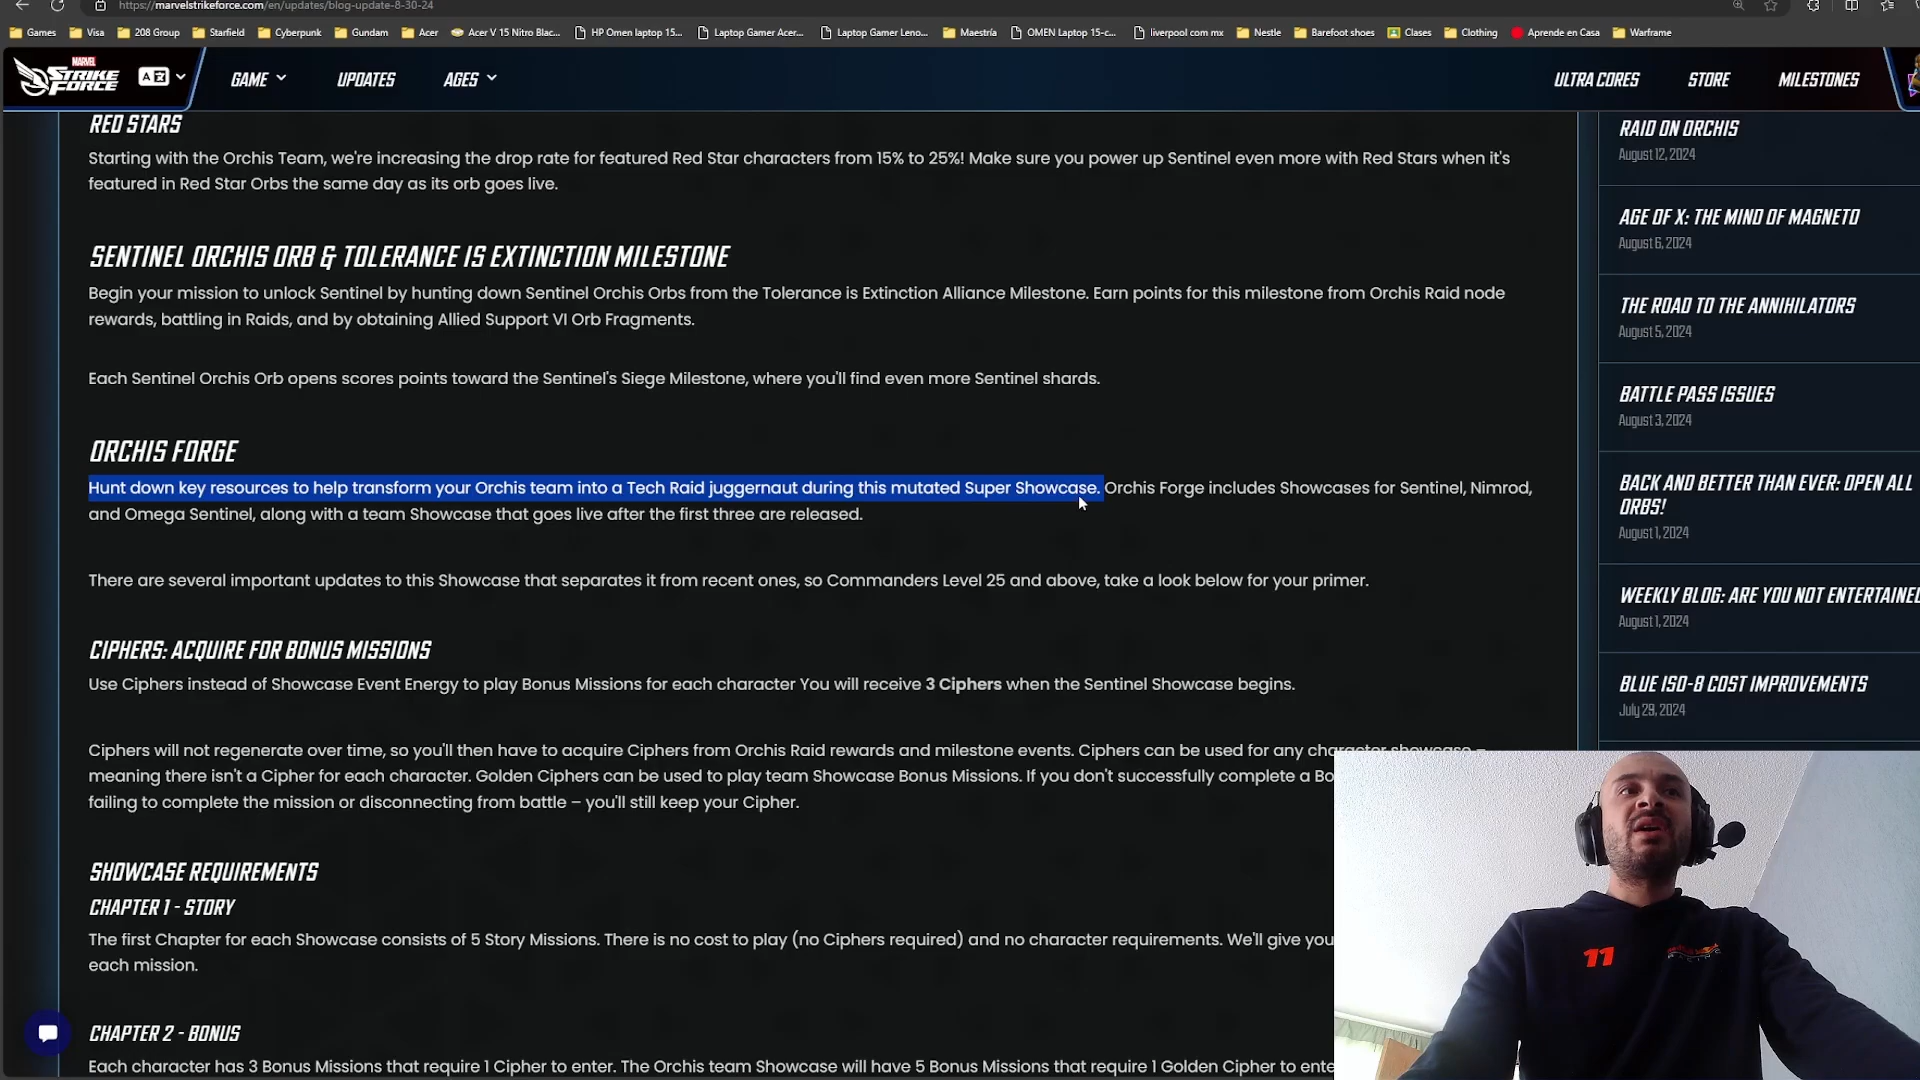 https://marvelstrikeforce.com/en/updates/blog-update-8-30-24
Games Visa 208 Group Starfield Cyberpunk Gundam Acer Acer V 15 Nitro Blac... HP Omen laptop 15... Laptop Gamer Acer... Laptop Gamer Leno... Maestría OMEN Laptop 15-c... liverpool com mx Nestle Barefoot shoes Clases Clothing Aprende en Casa Warframe
MARVEL
STRIKE FORCE
GAME UPDATES AGES ULTRA CORES STORE MILESTONES
RED STARS
Starting with the Orchis Team, we're increasing the drop rate for featured Red Star characters from 15% to 25%! Make sure you power up Sentinel even more with Red Stars when it's
featured in Red Star Orbs the same day as its orb goes live.
SENTINEL ORCHIS ORB & TOLERANCE IS EXTINCTION MILESTONE
Begin your mission to unlock Sentinel by hunting down Sentinel Orchis Orbs from the Tolerance is Extinction Alliance Milestone. Earn points for this milestone from Orchis Raid node
rewards, battling in Raids, and by obtaining Allied Support VI Orb Fragments.
Each Sentinel Orchis Orb opens scores points toward the Sentinel's Siege Milestone, where you'll find even more Sentinel shards.
ORCHIS FORGE
Hunt down key resources to help transform your Orchis team into a Tech Raid juggernaut during this mutated Super Showcase. Orchis Forge includes Showcases for Sentinel, Nimrod,
and Omega Sentinel, along with a team Showcase that goes live after the first three are released.
There are several important updates to this Showcase that separates it from recent ones, so Commanders Level 25 and above, take a look below for your primer.
CIPHERS: ACQUIRE FOR BONUS MISSIONS
Use Ciphers instead of Showcase Event Energy to play Bonus Missions for each character You will receive 3 Ciphers when the Sentinel Showcase begins.
Ciphers will not regenerate over time, so you'll then have to acquire Ciphers from Orchis Raid rewards and milestone events. Ciphers can be used for any character showcase –
meaning there isn't a Cipher for each character. Golden Ciphers can be used to play team Showcase Bonus Missions. If you don't successfully complete a Bo
failing to complete the mission or disconnecting from battle – you'll still keep your Cipher.
SHOWCASE REQUIREMENTS
CHAPTER 1 - STORY
The first Chapter for each Showcase consists of 5 Story Missions. There is no cost to play (no Ciphers required) and no character requirements. We'll give you
each mission.
CHAPTER 2 - BONUS
Each character has 3 Bonus Missions that require 1 Cipher to enter. The Orchis team Showcase will have 5 Bonus Missions that require 1 Golden Cipher to ente
RAID ON ORCHIS
August 12, 2024
AGE OF X: THE MIND OF MAGNETO
August 6, 2024
THE ROAD TO THE ANNIHILATORS
August 5, 2024
BATTLE PASS ISSUES
August 3, 2024
BACK AND BETTER THAN EVER: OPEN ALL
ORBS!
August 1, 2024
WEEKLY BLOG: ARE YOU NOT ENTERTAINED
August 1, 2024
BLUE ISO-8 COST IMPROVEMENTS
July 29, 2024
11